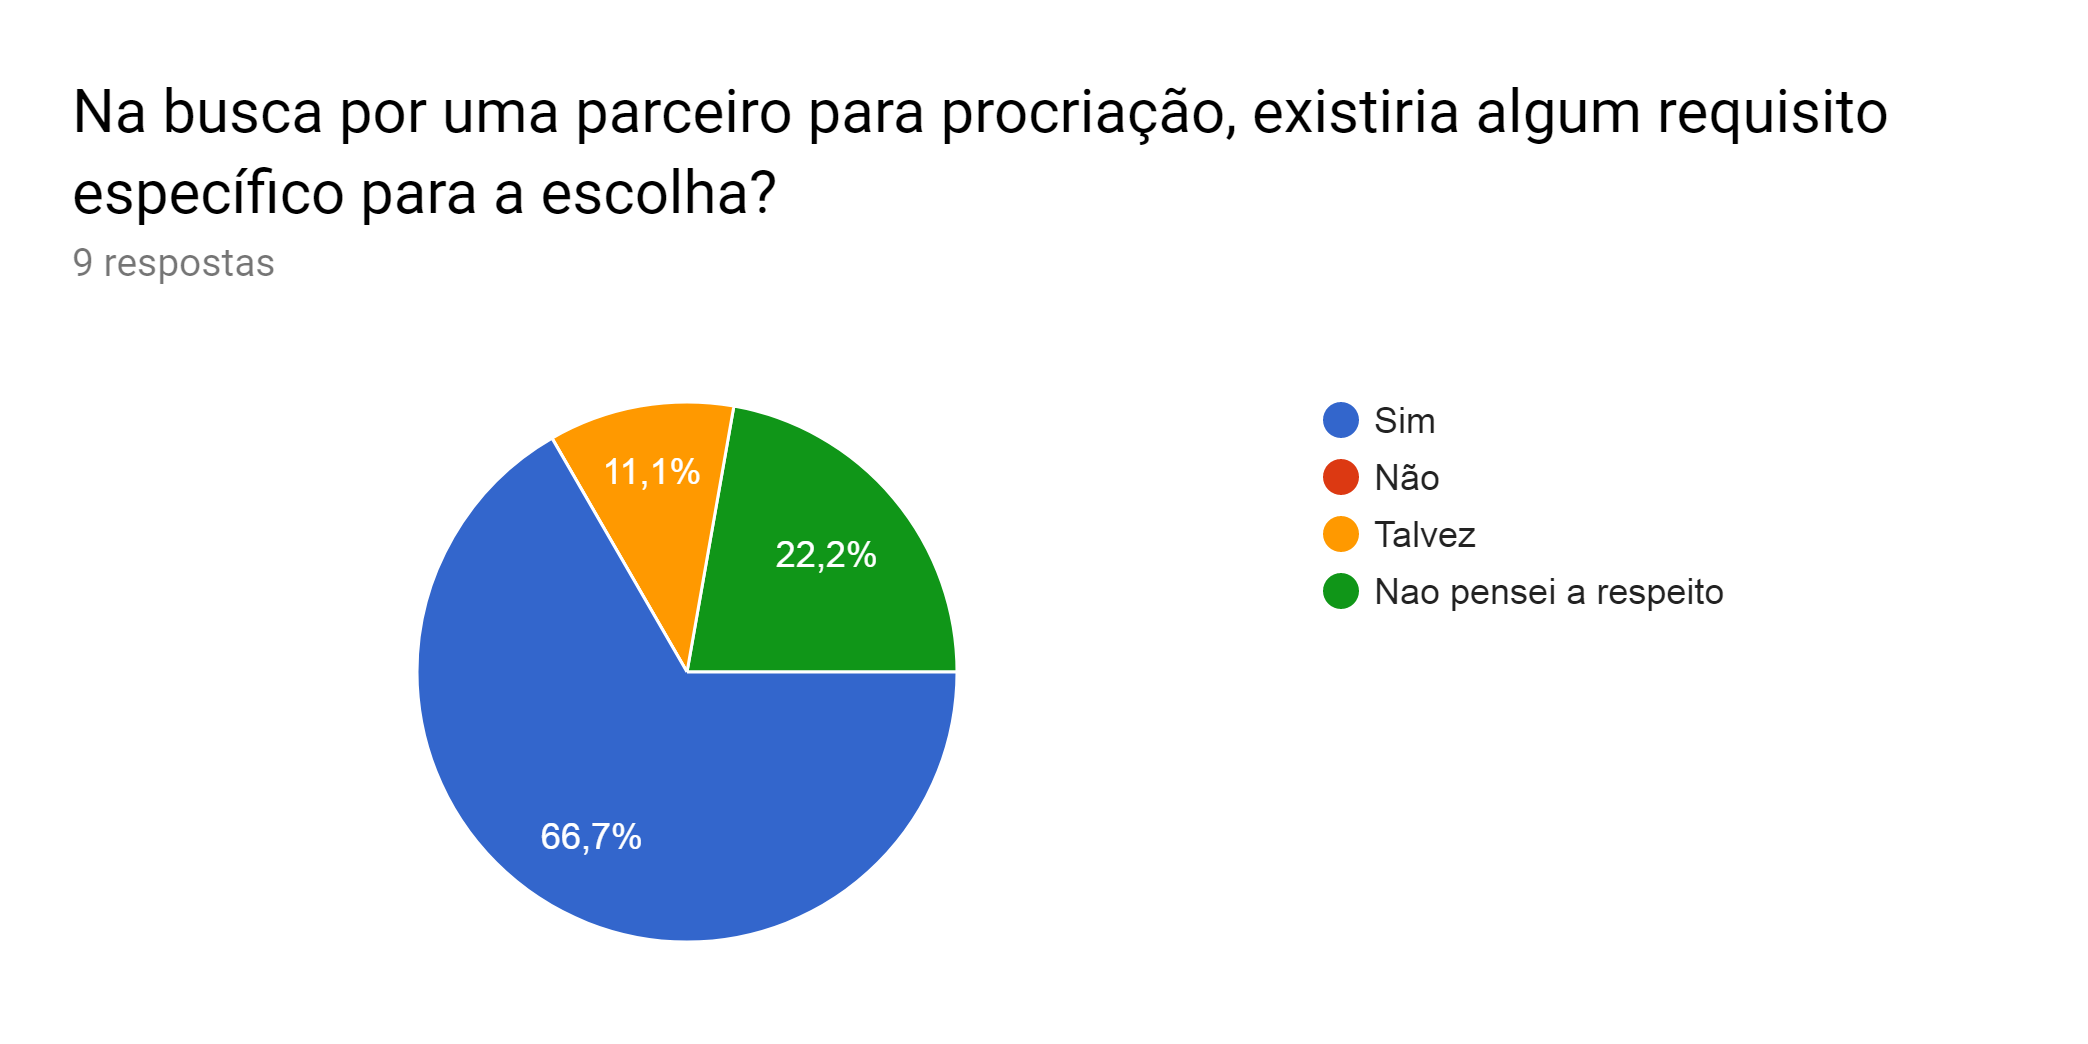 Na busca por uma parceiro para procriação, existiria algum requisito
específico para a escolha?
9 respostas
11,1%
22,2%
66,7%
Sim
Não
Talvez
Nao pensei a respeito